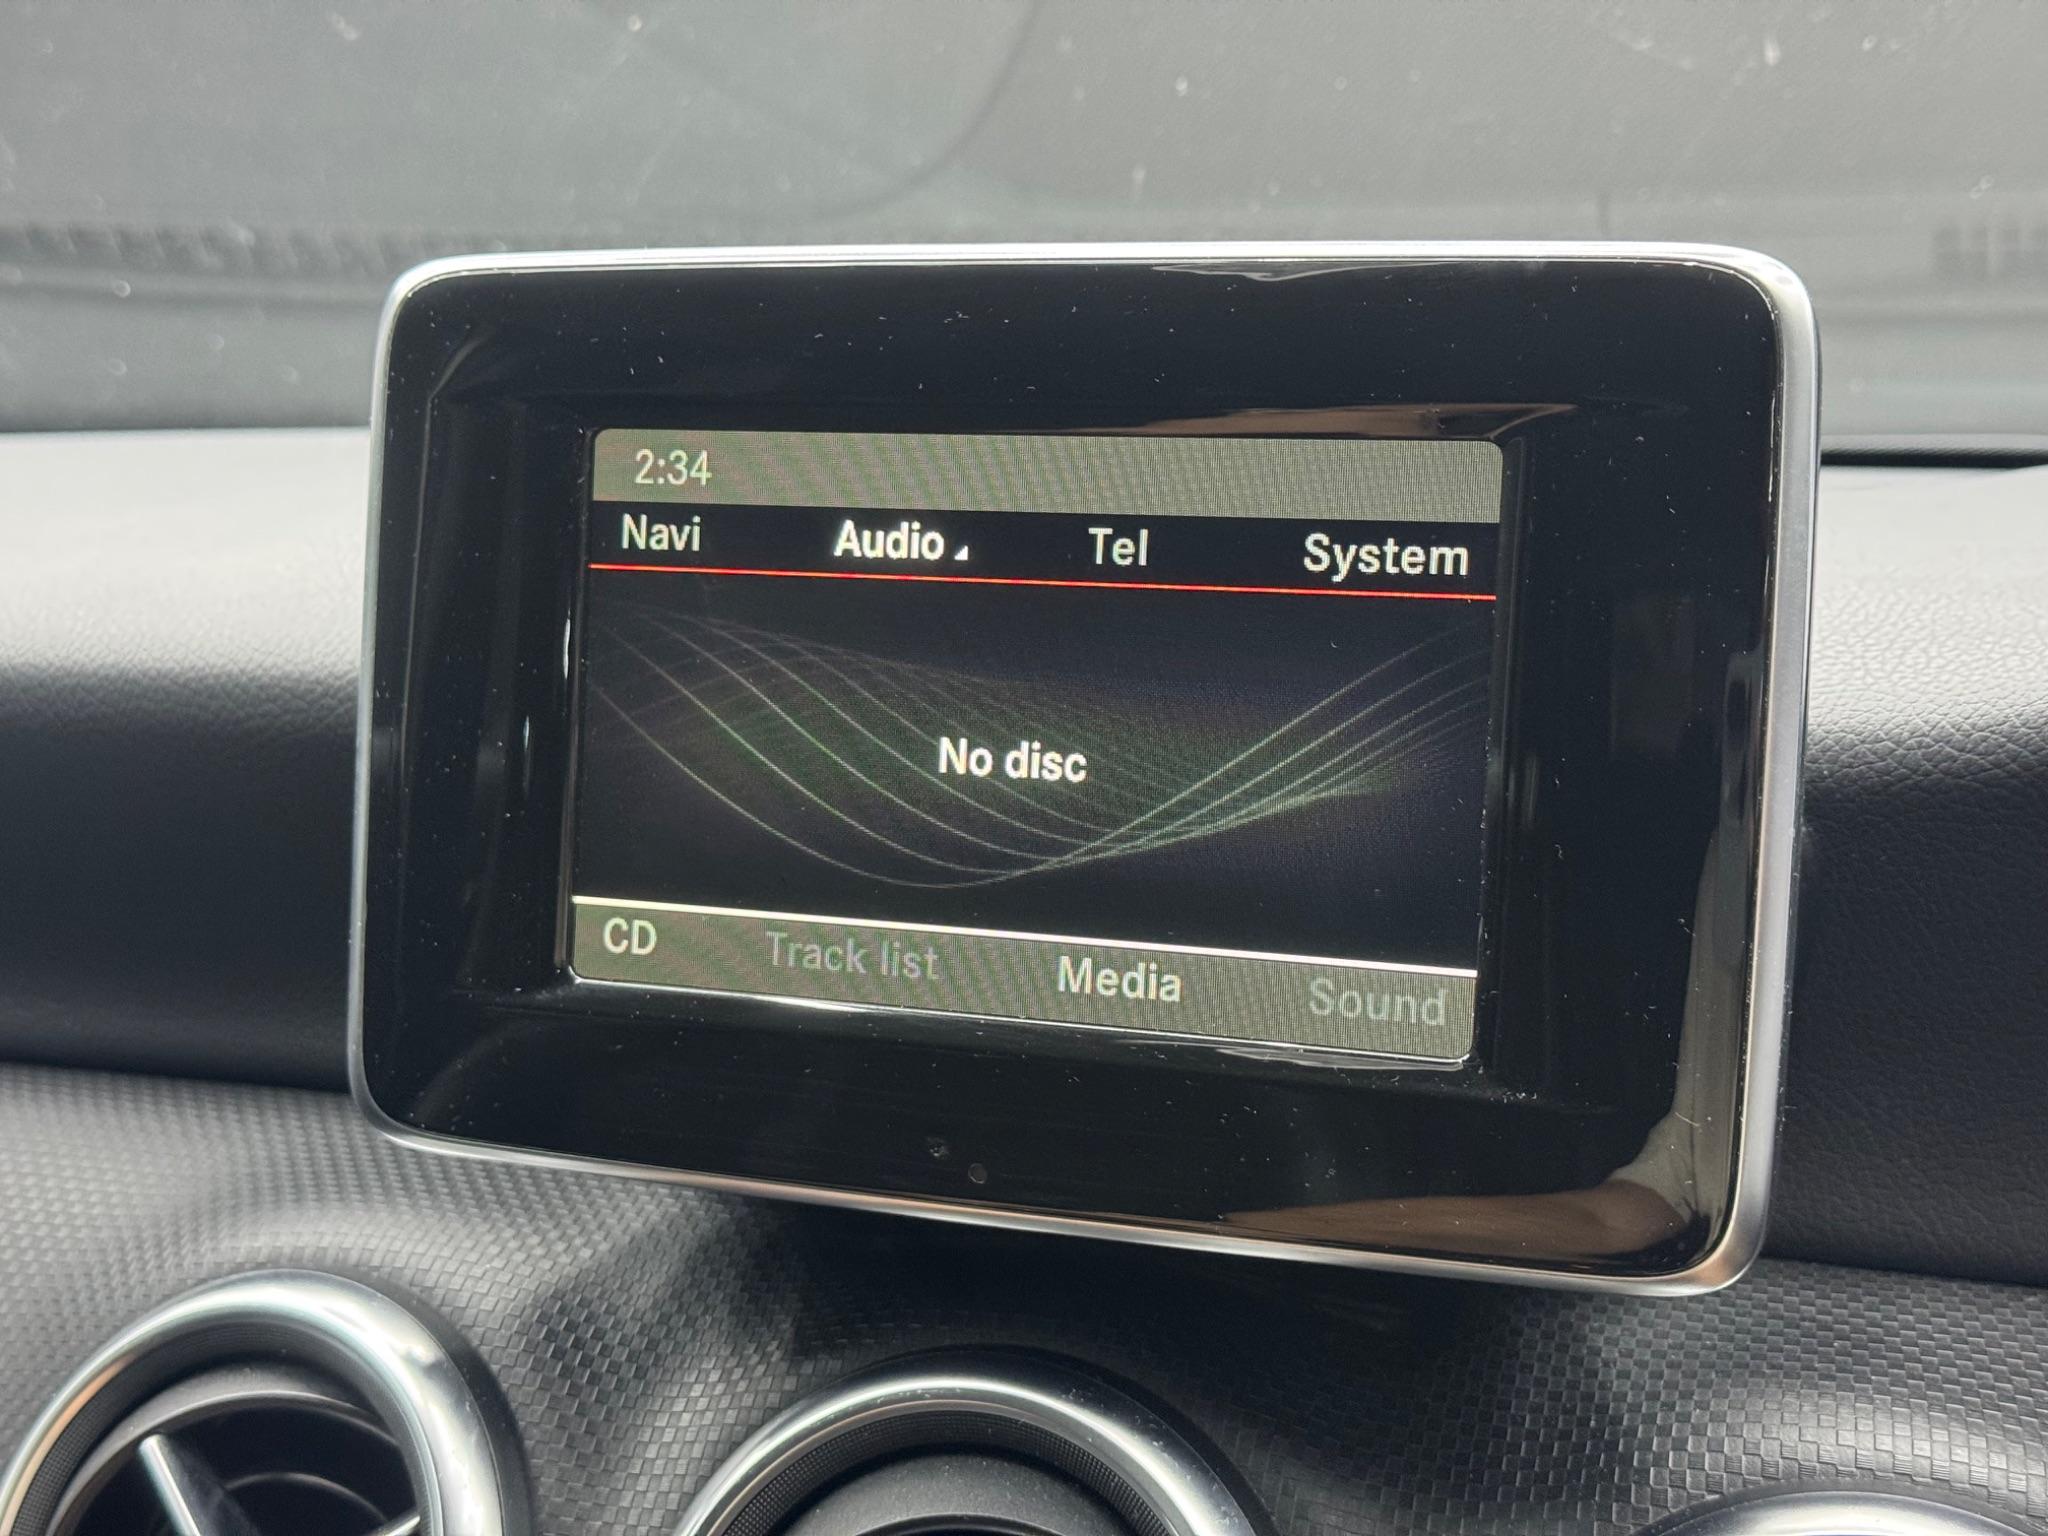 2:34
Navi Audio Tel System
No disc
CD Track list Media Sound